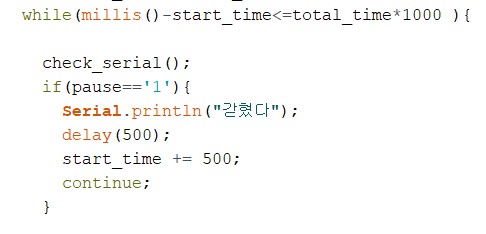 while(millis()-start_time<=total_time*1000 ){
check_serial();
if(pause=='1'){
Serial.println("갇혔다");
delay(500);
start_time += 500;
continue;
}